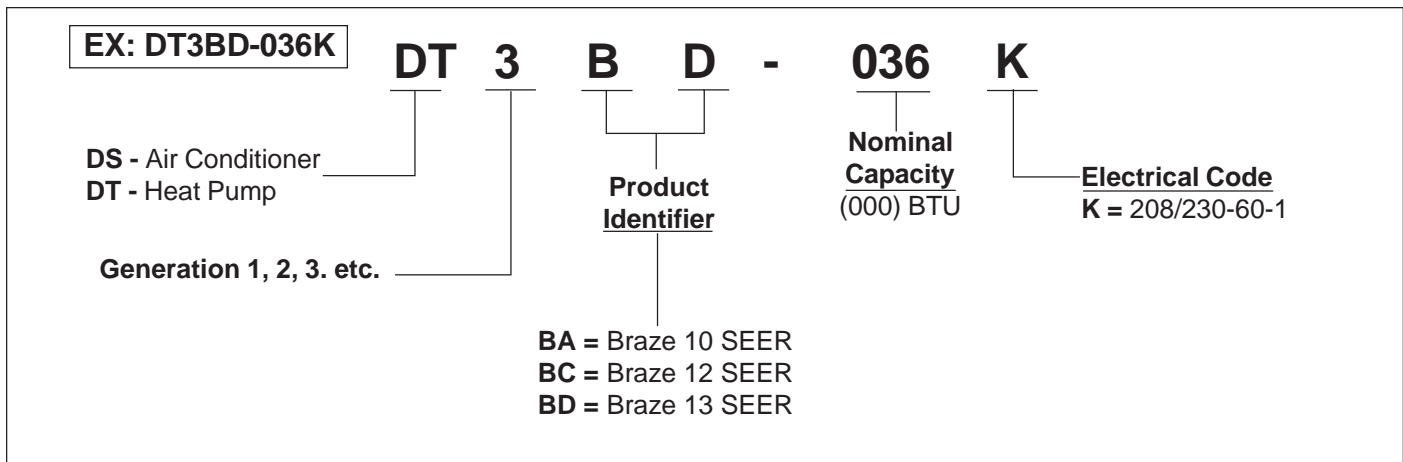 EX: DT3BD-036K
DT 3 B D - 036 K
DS - Air Conditioner
DT - Heat Pump
Generation 1, 2, 3. etc.
Product
Identifier
BA = Braze 10 SEER
BC = Braze 12 SEER
BD = Braze 13 SEER
Nominal
Capacity
(000) BTU
Electrical Code
K = 208/230-60-1